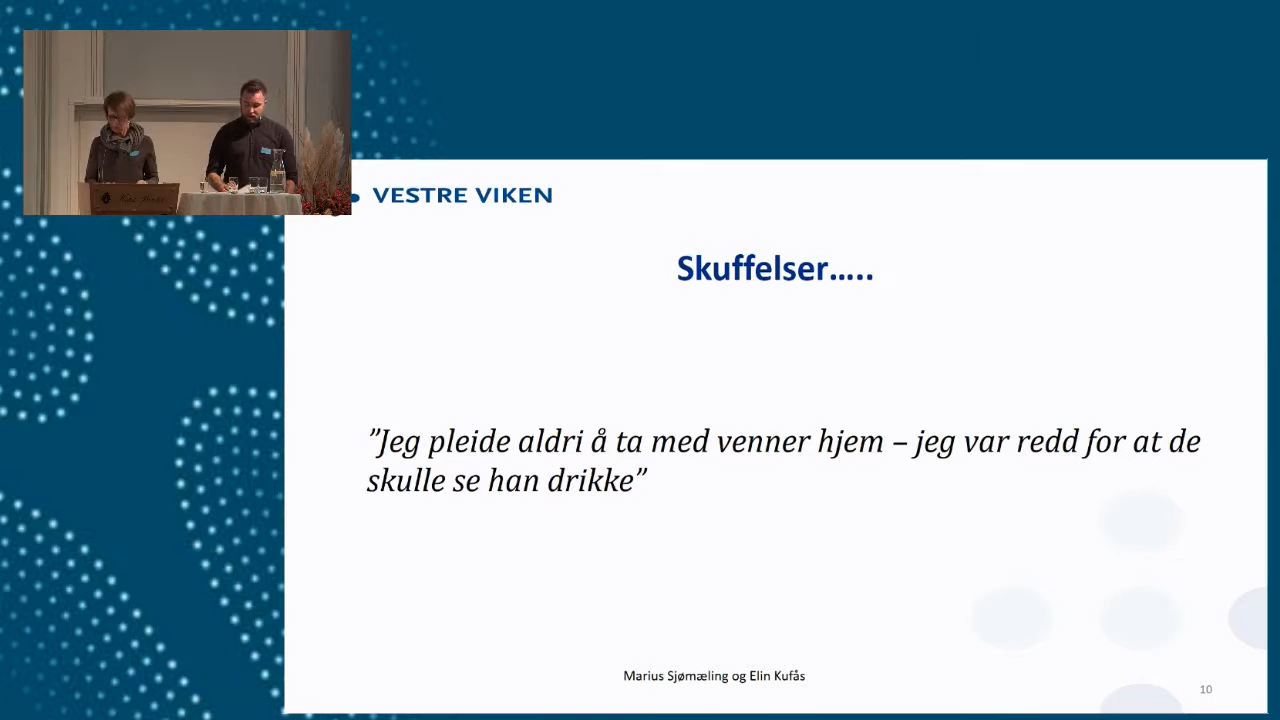 VESTRE VIKEN
Skuffelser.....
”Jeg pleide aldri å ta med venner hjem – jeg var redd for at de
skulle se han drikke”
Marius Sjømæling og Elin Kufås
10